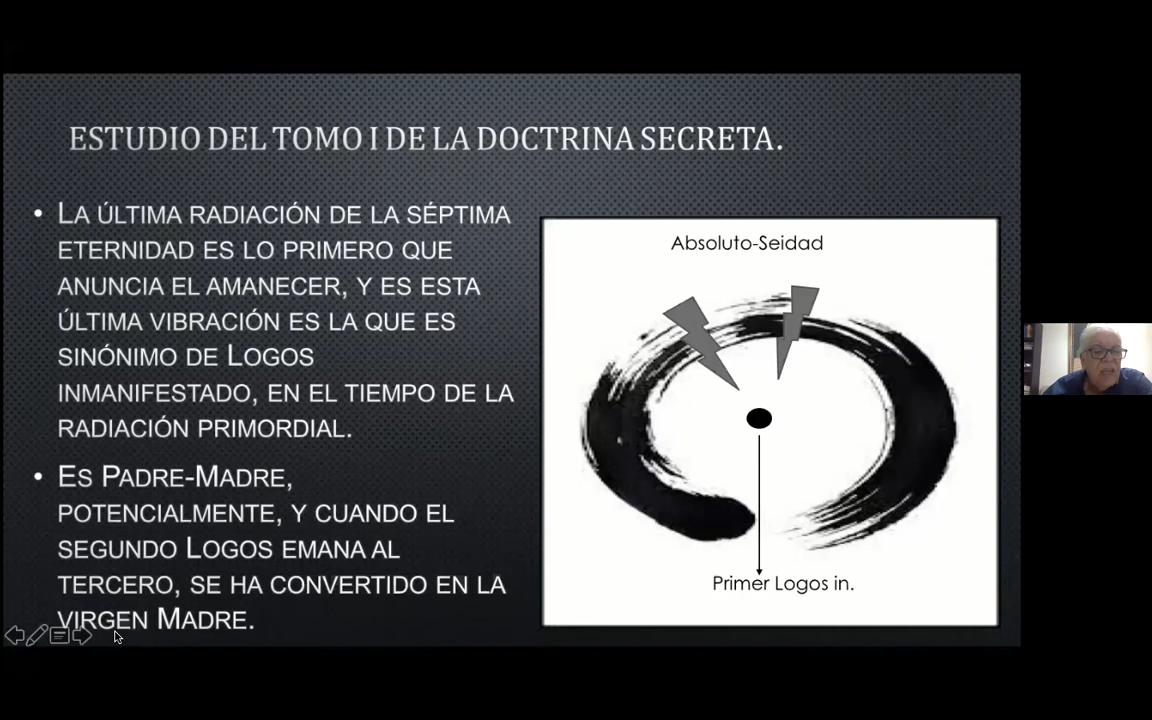 ESTUDIO DEL TOMO I DE LA DOCTRINA SECRETA.
• LA ÚLTIMA RADIACIÓN DE LA SÉPTIMA
ETERNIDAD ES LO PRIMERO QUE
ANUNCIA EL AMANECER, Y ES ESTA
ÚLTIMA VIBRACIÓN ES LA QUE ES
SINÓNIMO DE LOGOS
INMANIFESTADO, EN EL TIEMPO DE LA
RADIACIÓN PRIMORDIAL.
• ES PADRE-MADRE,
POTENCIALMENTE, Y CUANDO EL
SEGUNDO LOGOS EMANA AL
TERCERO, SE HA CONVERTIDO EN LA
VIRGEN MADRE.
Absoluto-Seidad
Primer Logos in.